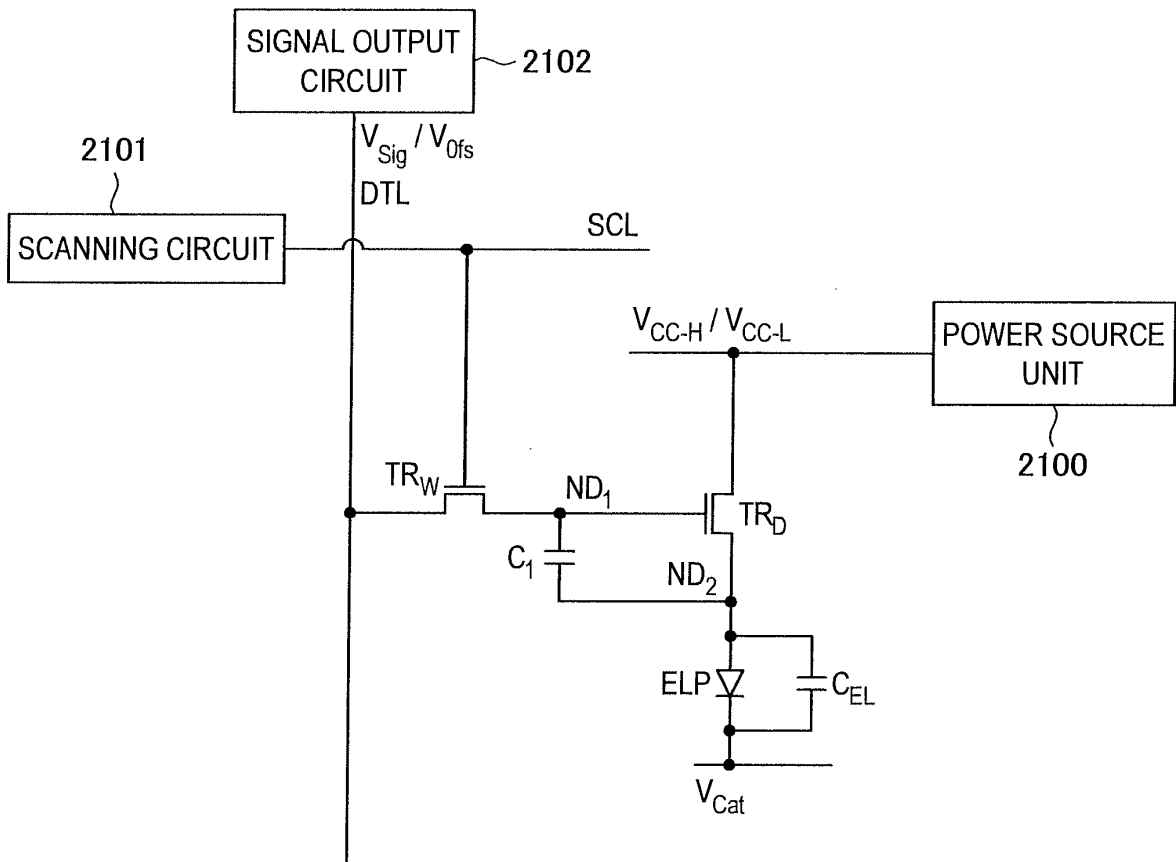 SIGNAL OUTPUT
CIRCUIT
2102
V_Sig / V_0fs
2101
DTL
SCANNING CIRCUIT
SCL
V_CC-H / V_CC-L
POWER SOURCE
UNIT
2100
TR_W
ND_1
TR_D
C_1
ND_2
ELP
C_EL
V_Cat